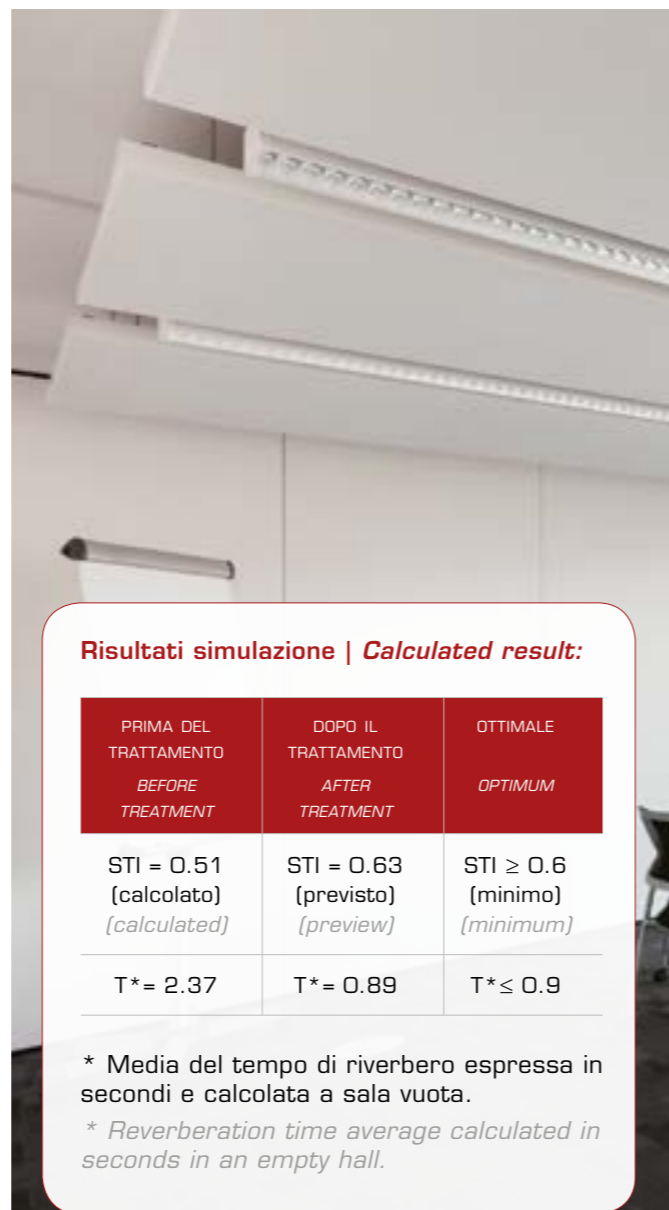 Risultati simulazione | Calculated result:
PRIMA DEL
TRATTAMENTO
BEFORE
TREATMENT
DOPO IL
TRATTAMENTO
AFTER
TREATMENT
OTTIMALE
OPTIMUM
STI = 0.51
(calcolato)
(calculated)
STI = 0.63
(previsto)
(preview)
STI ≥ 0.6
(minimo)
(minimum)
T*= 2.37
T*= 0.89
T*≤ 0.9
* Media del tempo di riverbero espressa in
secondi e calcolata a sala vuota.
* Reverberation time average calculated in
seconds in an empty hall.